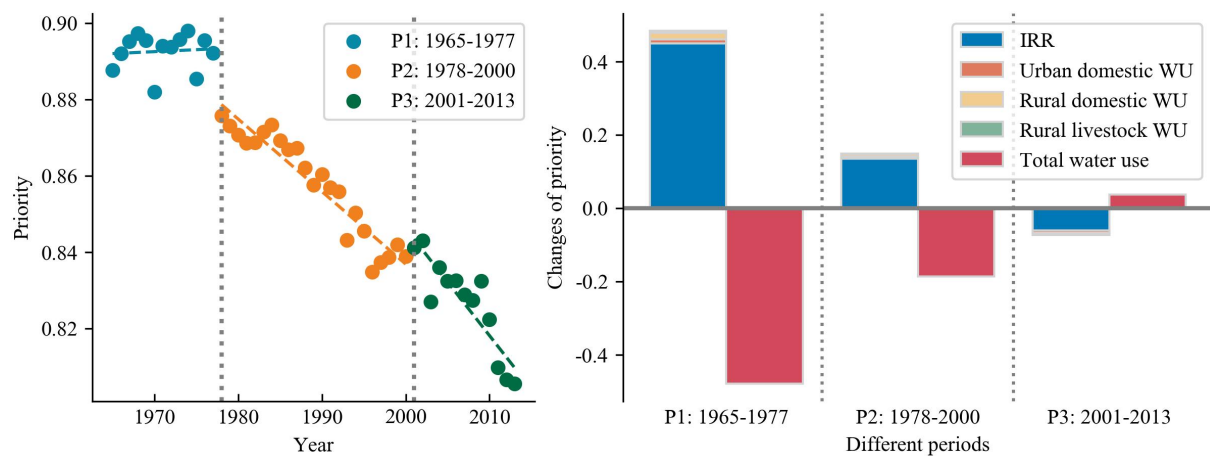 0.90
0.88
0.86
0.84
0.82
Priority
1970
1980
1990
2000
2010
Year
P1: 1965-1977
P2: 1978-2000
P3: 2001-2013
0.4
0.2
0.0
-0.2
-0.4
Changes of priority
IRR
Urban domestic WU
Rural domestic WU
Rural livestock WU
Total water use
P1: 1965-1977
P2: 1978-2000
P3: 2001-2013
Different periods